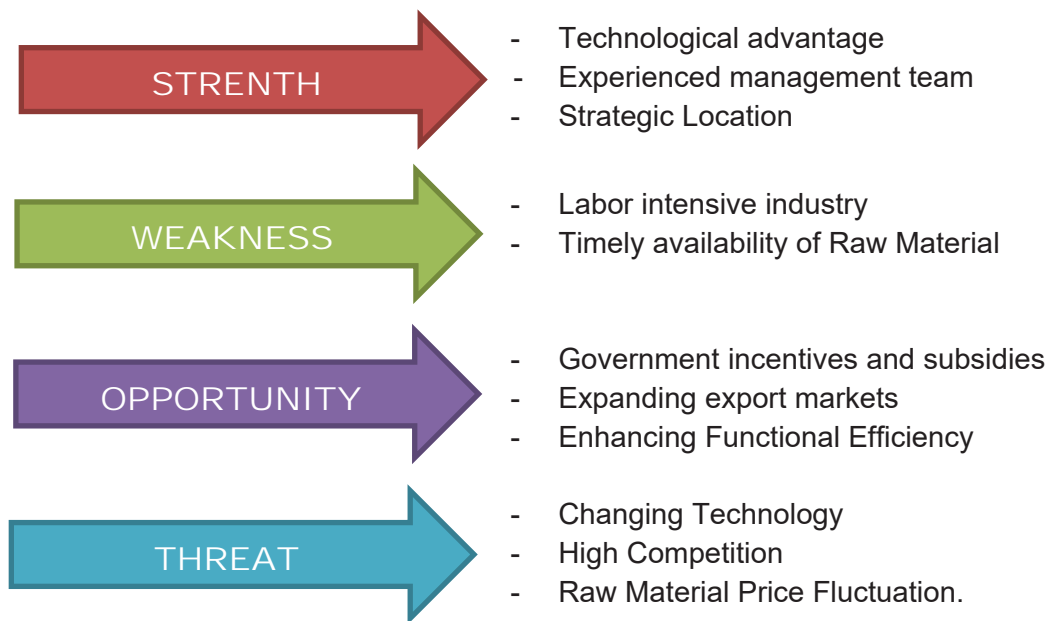 STRENTH
- Technological advantage
- Experienced management team
- Strategic Location
WEAKNESS
- Labor intensive industry
- Timely availability of Raw Material
OPPORTUNITY
- Government incentives and subsidies
- Expanding export markets
- Enhancing Functional Efficiency
THREAT
- Changing Technology
- High Competition
- Raw Material Price Fluctuation.